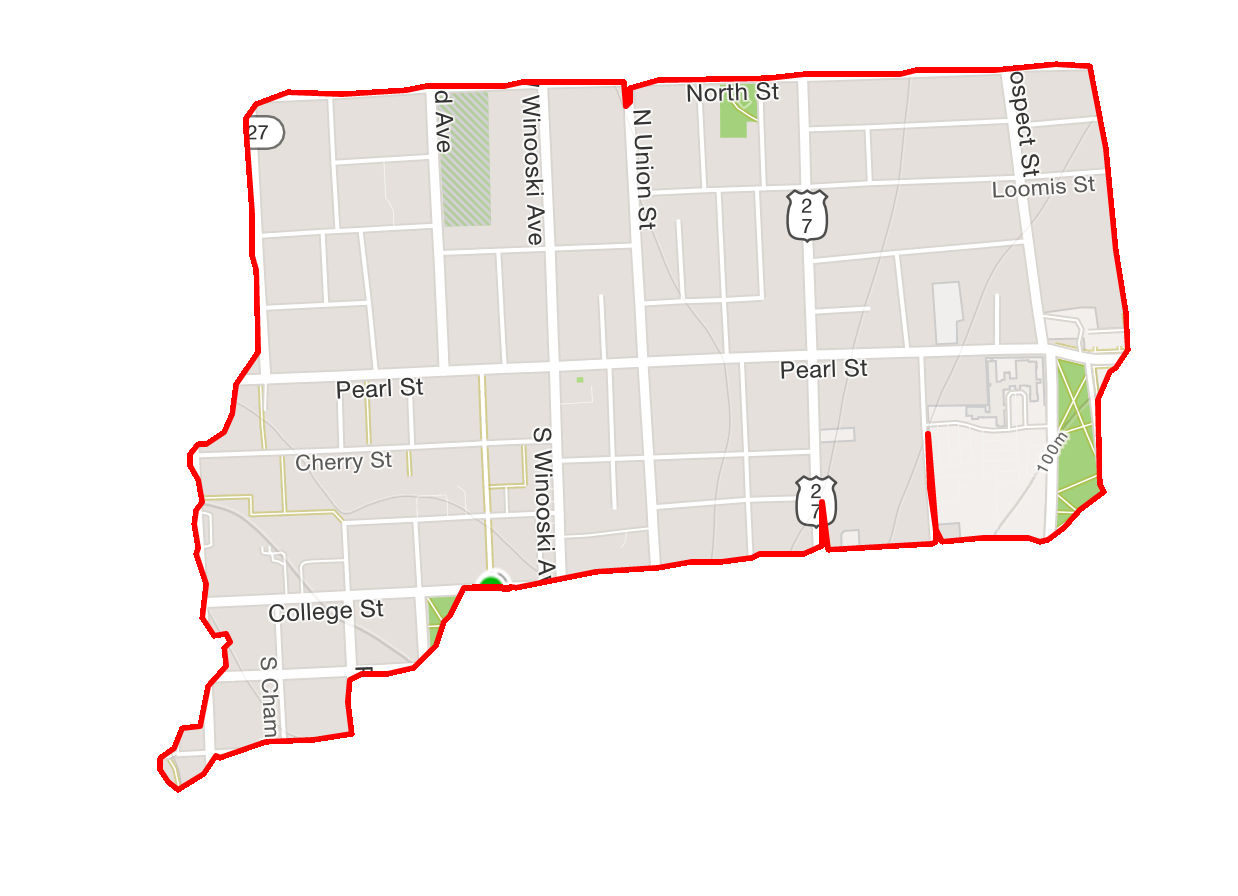 North St
27
d Ave
Winooski Ave
N Union St
ospect St
Loomis St
2
7
Pearl St
Pearl St
Cherry St
S Winooski A
100m
2
7
College St
S Cham